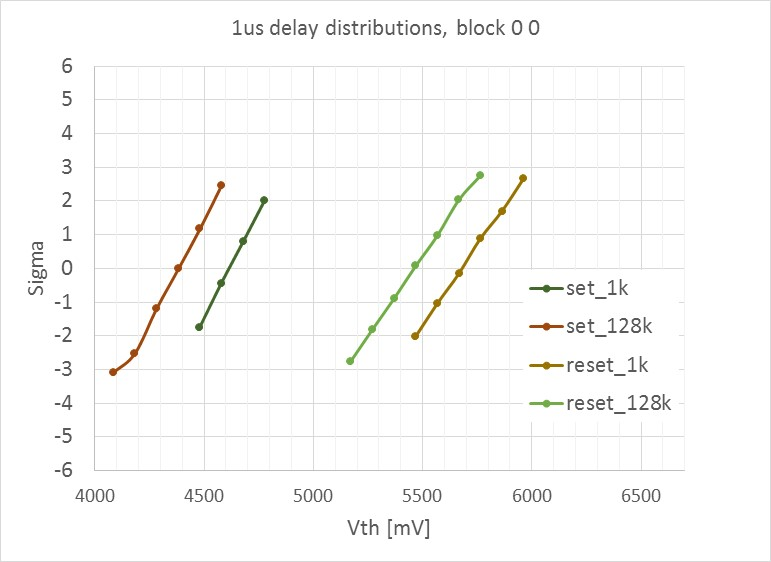 1us delay distributions, block 0 0
6
5
4
3
2
1
0
-1
-2
-3
-4
-5
-6
Sigma
4000 4500 5000 5500 6000 6500
Vth [mV]
set_1k
set_128k
reset_1k
reset_128k